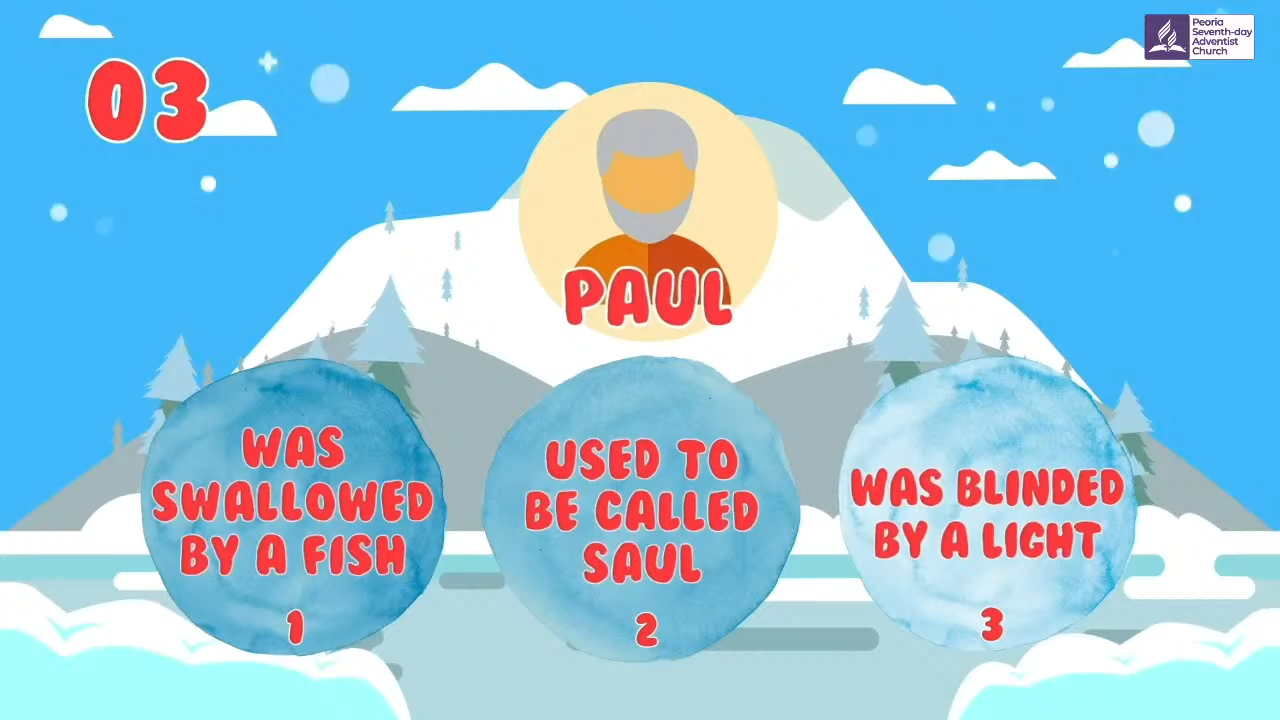 Peoria
Seventh-day
Adventist
Church
03
PAUL
WAS
SWALLOWED
BY A FISH
1
USED TO
BE CALLED
SAUL
2
WAS BLINDED
BY A LIGHT
3